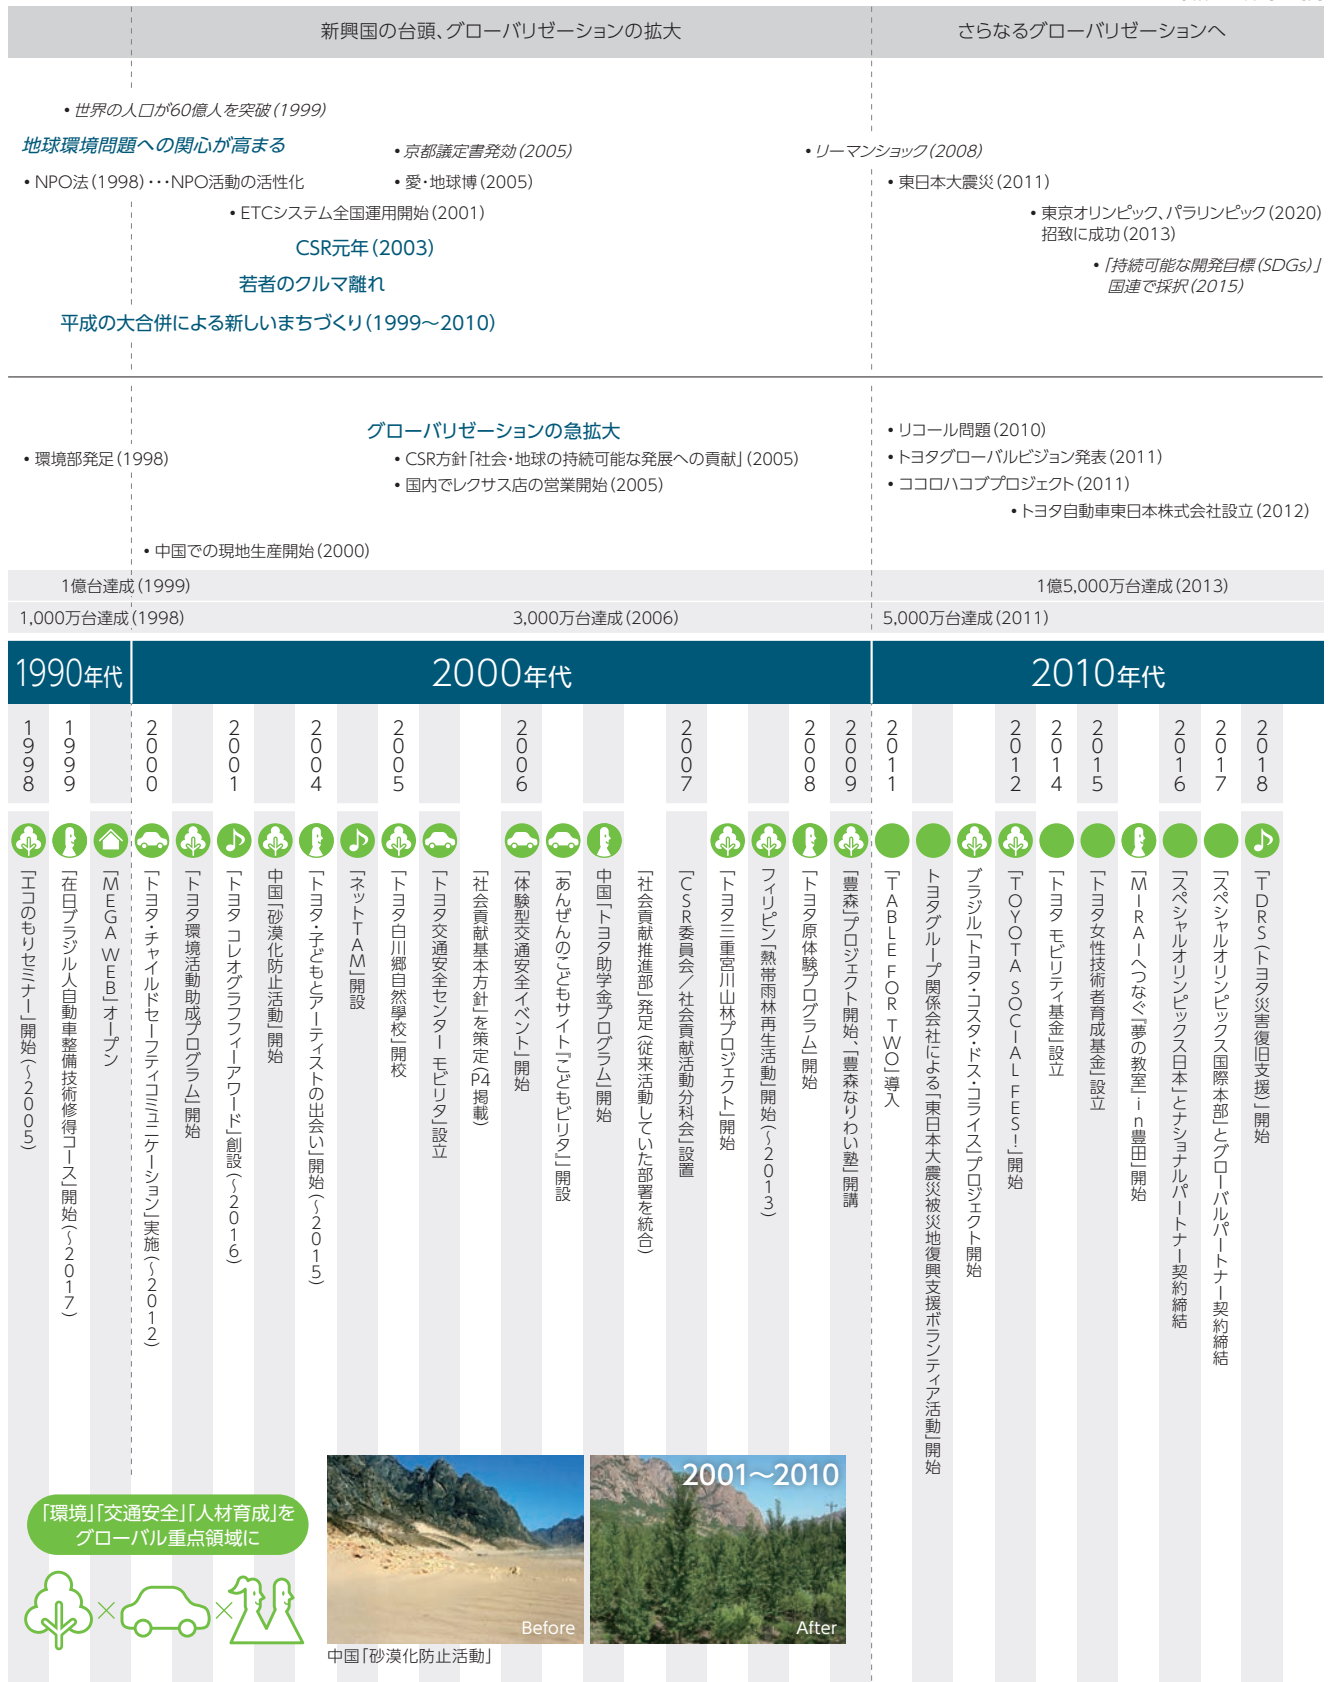 新興国の台頭、グローバリゼーションの拡大
さらなるグローバリゼーションへ
•世界の人口が60億人を突破(1999)
地球環境問題への関心が高まる
•京都議定書発効(2005)
•リーマンショック(2008)
•NPO法(1998)･･･NPO活動の活性化
•愛・地球博(2005)
•東日本大震災(2011)
•ETCシステム全国運用開始(2001)
•東京オリンピック、パラリンピック(2020)
招致に成功(2013)
CSR元年(2003)
•「持続可能な開発目標(SDGs)」
国連で採択(2015)
若者のクルマ離れ
平成の大合併による新しいまちづくり(1999～2010)
グローバリゼーションの急拡大
•リコール問題(2010)
•環境部発足(1998)
•CSR方針「社会・地球の持続可能な発展への貢献」(2005)
•トヨタグローバルビジョン発表(2011)
•国内でレクサス店の営業開始(2005)
•ココロハコブプロジェクト(2011)
•トヨタ自動車東日本株式会社設立(2012)
•中国での現地生産開始(2000)
1億台達成(1999)
1億5,000万台達成(2013)
1,000万台達成(1998)
3,000万台達成(2006)
5,000万台達成(2011)
1990年代
2000年代
2010年代
1998
「エコのもりセミナー」開始(～2005)
1999
「在日ブラジル人自動車整備技術修得コース」開始(～2017)
「MEGA WEB」オープン
2000
「トヨタ・チャイルドセーフティコミュニケーション」実施(～2012)
「トヨタ環境活動助成プログラム」開始
2001
「トヨタ コレオグラフィーアワード」創設(～2016)
中国「砂漠化防止活動」開始
2004
「トヨタ・子どもとアーティストの出会い」開始(～2015)
「ネットTAM」開設
2005
「トヨタ白川郷自然學校」開校
「トヨタ交通安全センター モビリタ」設立
「社会貢献基本方針」を策定(P4掲載)
2006
「体験型交通安全イベント」開始
「あんぜんのこどもサイト『こどもビリタ』」開設
中国「トヨタ助学金プログラム」開始
「社会貢献推進部」発足(従来活動していた部署を統合)
2007
「CSR委員会／社会貢献活動分科会」設置
「トヨタ三重宮川山林プロジェクト」開始
フィリピン「熱帯雨林再生活動」開始(～2013)
2008
「トヨタ原体験プログラム」開始
2009
「豊森」プロジェクト開始、「豊森なりわい塾」開講
2011
「TABLE FOR TWO」導入
トヨタグループ関係会社による「東日本大震災被災地復興支援ボランティア活動」開始
ブラジル「トヨタ・コスタ・ドス・コライス」プロジェクト開始
2012
「TOYOTA SOCIAL FES!」開始
2014
「トヨタ モビリティ基金」設立
2015
「トヨタ女性技術者育成基金」設立
「MIRAIへつなぐ『夢の教室』in豊田」開始
2016
「スペシャルオリンピックス日本」とナショナルパートナー契約締結
2017
「スペシャルオリンピックス国際本部」とグローバルパートナー契約締結
2018
「TDRS(トヨタ災害復旧支援)」開始
「環境」「交通安全」「人材育成」を
グローバル重点領域に
×
×
2001～2010
Before
After
中国「砂漠化防止活動」